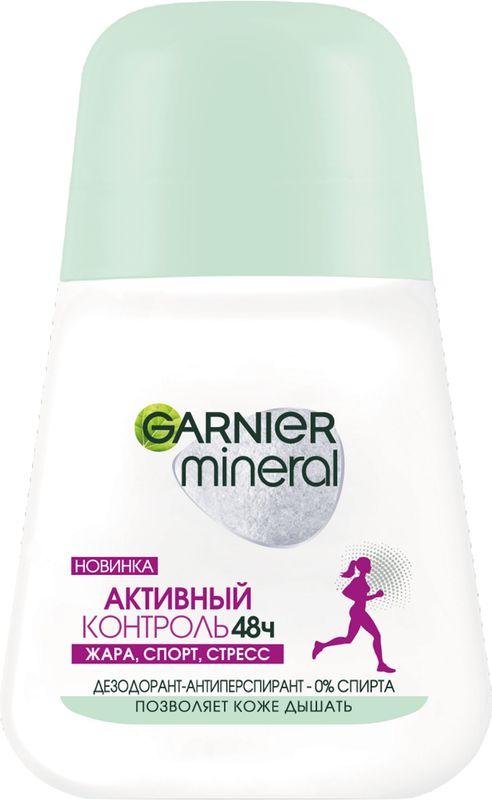 GARNIER
mineral
НОВИНКА
АКТИВНЫЙ
КОНТРОЛЬ 48ч
ЖАРА, СПОРТ, СТРЕСС
ДЕЗОДОРАНТ-АНТИПЕРСПИРАНТ - 0% СПИРТА
ПОЗВОЛЯЕТ КОЖЕ ДЫШАТЬ